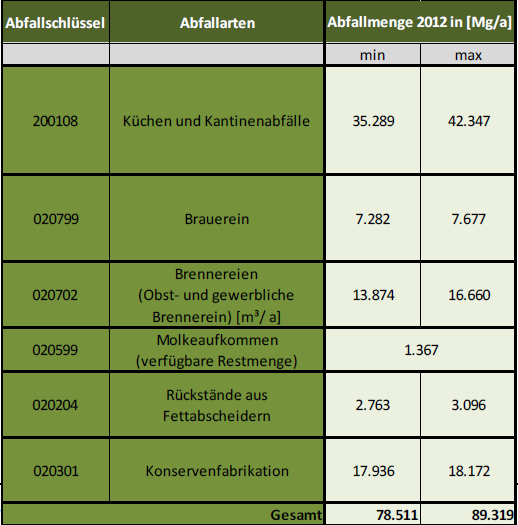 Abfallschlüssel Abfallarten Abfallmenge 2012 in [Mg/a]
min max
200108 Küchen und Kantinenabfälle 35.289 42.347
020799 Brauerein 7.282 7.677
Brennereien
020702 (Obst- und gewerbliche 13.874 16.660
Brennerein) [m³/ a]
Molkeaufkommen
020599 1.367
(verfügbare Restmenge)
Rückstände aus
020204 2.763 3.096
Fettabscheidern
020301 Konservenfabrikation 17.936 18.172
Gesamt 78.511 89.319